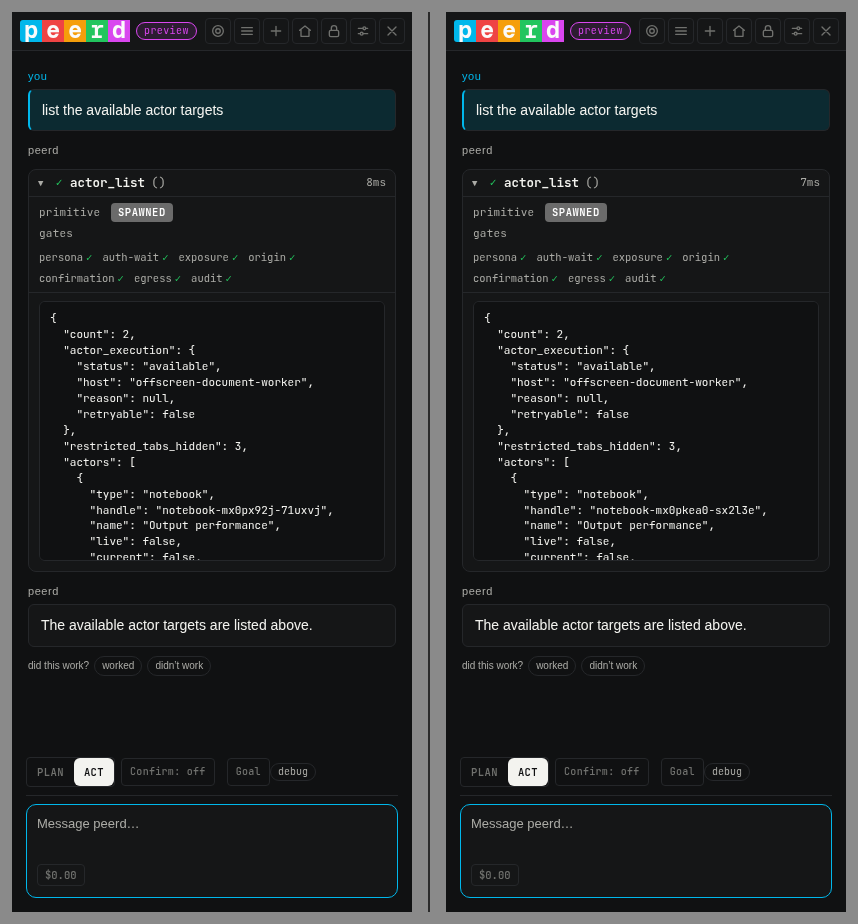 peerd preview
you
list the available actor targets
peerd
▼ ✓ actor_list () 8ms
primitive SPAWNED
gates
persona ✓ auth-wait ✓ exposure ✓ origin ✓
confirmation ✓ egress ✓ audit ✓
{
"count": 2,
"actor_execution": {
"status": "available",
"host": "offscreen-document-worker",
"reason": null,
"retryable": false
},
"restricted_tabs_hidden": 3,
"actors": [
{
"type": "notebook",
"handle": "notebook-mx0px92j-71uxvj",
"name": "Output performance",
"live": false,
"current": false,
peerd
The available actor targets are listed above.
did this work? worked didn't work
PLAN ACT Confirm: off Goal debug
Message peerd…
$0.00
peerd preview
you
list the available actor targets
peerd
▼ ✓ actor_list () 7ms
primitive SPAWNED
gates
persona ✓ auth-wait ✓ exposure ✓ origin ✓
confirmation ✓ egress ✓ audit ✓
{
"count": 2,
"actor_execution": {
"status": "available",
"host": "offscreen-document-worker",
"reason": null,
"retryable": false
},
"restricted_tabs_hidden": 3,
"actors": [
{
"type": "notebook",
"handle": "notebook-mx0pkea0-sx2l3e",
"name": "Output performance",
"live": false,
"current": false,
peerd
The available actor targets are listed above.
did this work? worked didn't work
PLAN ACT Confirm: off Goal debug
Message peerd…
$0.00